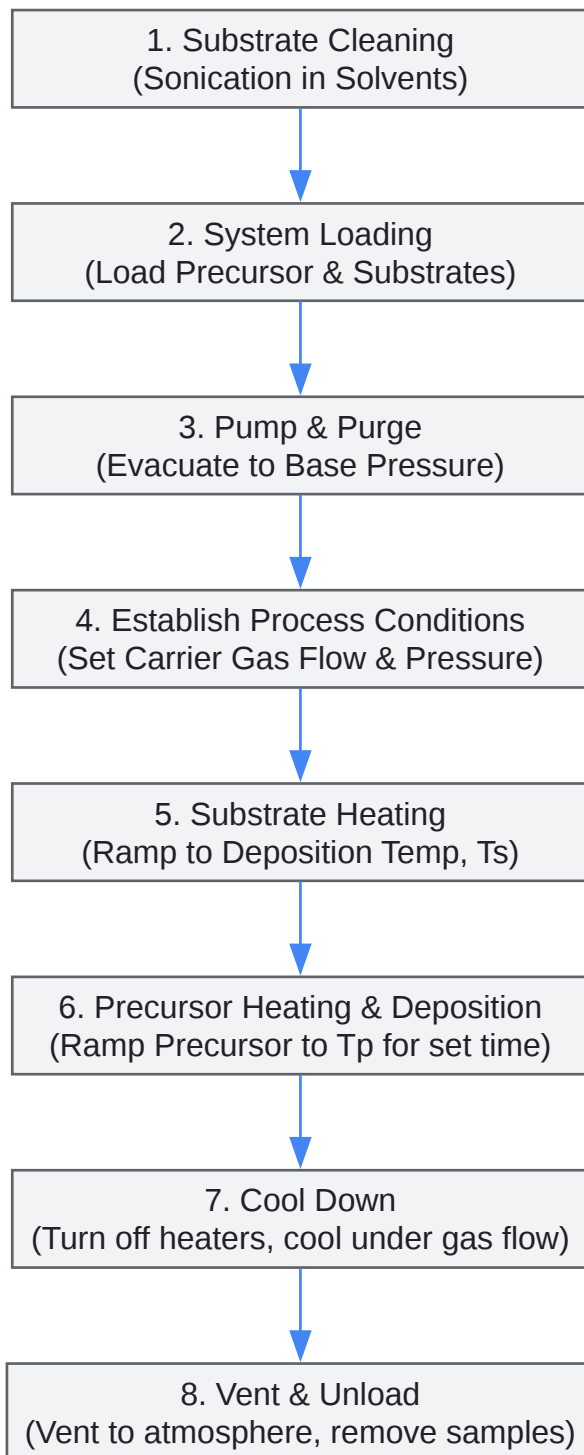 1. Substrate Cleaning
(Sonication in Solvents)
2. System Loading
(Load Precursor & Substrates)
3. Pump & Purge
(Evacuate to Base Pressure)
4. Establish Process Conditions
(Set Carrier Gas Flow & Pressure)
5. Substrate Heating
(Ramp to Deposition Temp, Ts)
6. Precursor Heating & Deposition
(Ramp Precursor to Tp for set time)
7. Cool Down
(Turn off heaters, cool under gas flow)
8. Vent & Unload
(Vent to atmosphere, remove samples)